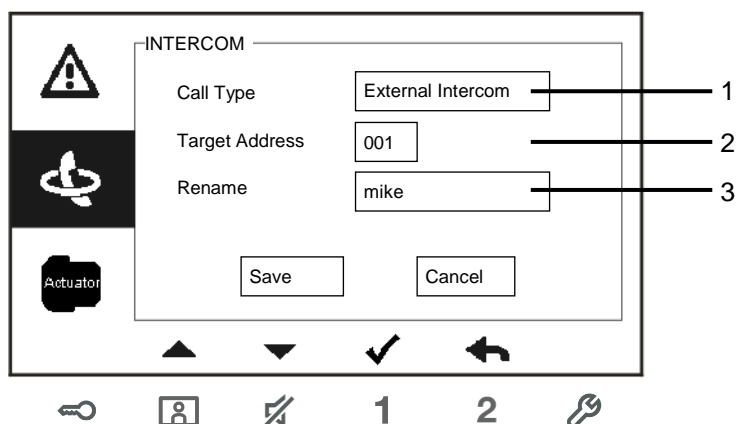 INTERCOM
Call Type
External Intercom
1
Target Address
001
2
Rename
mike
3
Actuator
Save
Cancel
1
2